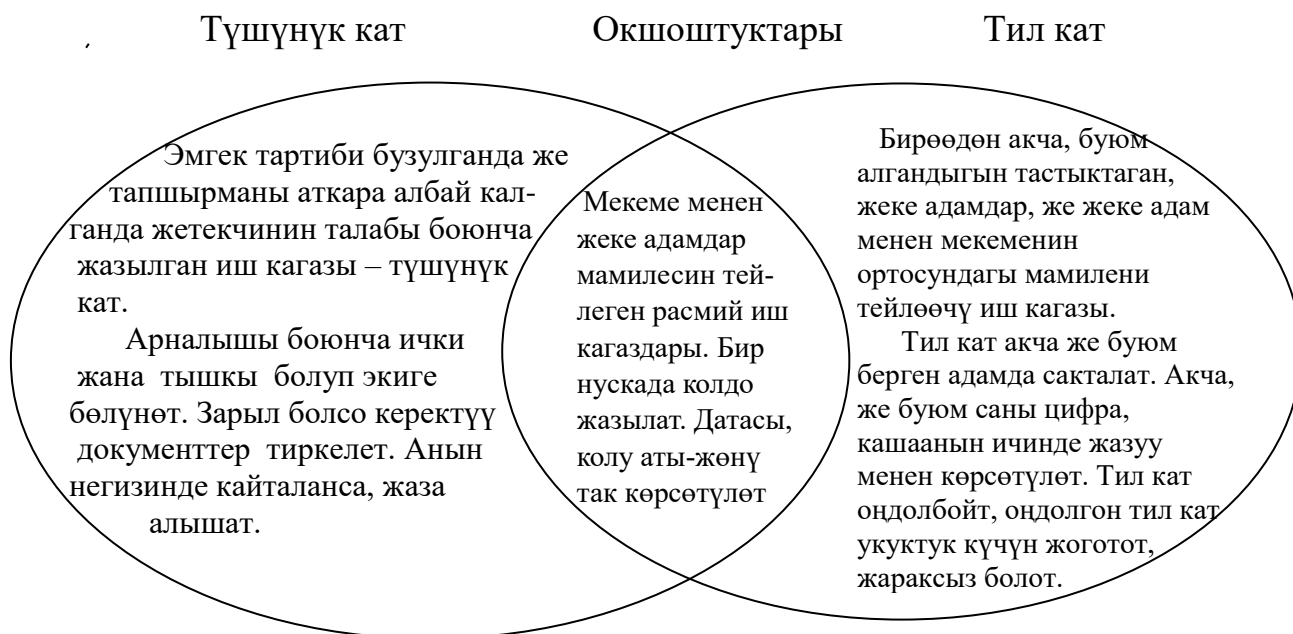 Түшүнүк кат
Окшоштуктары
Тил кат
Эмгек тартиби бузулганда же
тапшырманы аткара албай кал-
ганда жетекчинин талабы боюнча
жазылган иш кагазы – түшүнүк
кат.
Арналышы боюнча ички
жана тышкы болуп экиге
бөлүнөт. Зарыл болсо керектүү
документтер тиркелет. Анын
негизинде кайталанса, жаза
алышат.
Мекеме менен
жеке адамдар
мамилесин тей-
леген расмий иш
кагаздары. Бир
нускада колдо
жазылат. Датасы,
колу аты-жөнү
так көрсөтүлөт
Бирөөдөн акча, буюм
алгандыгын тастыктаган,
жеке адамдар, же жеке адам
менен мекеменин
ортосундагы мамилени
тейлөөчү иш кагазы.
Тил кат акча же буюм
берген адамда сакталат. Акча,
же буюм саны цифра,
кашаанын ичинде жазуу
менен көрсөтүлөт. Тил кат
оңдолбойт, оңдолгон тил кат
укуктук күчүн жоготот,
жараксыз болот.